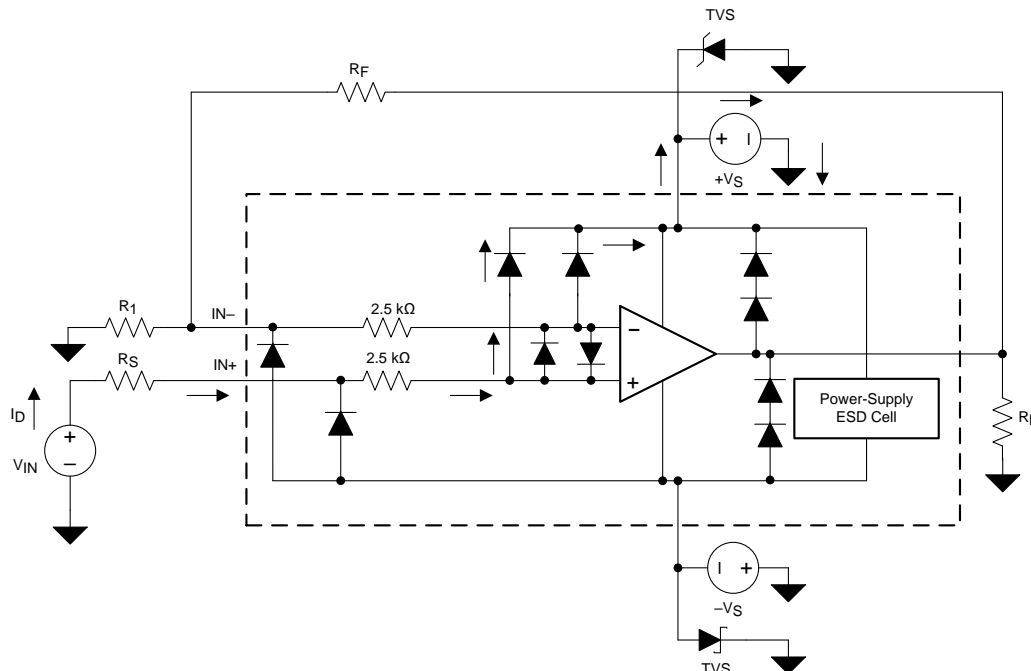 TVS
RF
+ –
+VS
R1
IN–
2.5 kΩ
–
RS
IN+
2.5 kΩ
+
ID
+
–
VIN
Power-Supply
ESD Cell
– +
–VS
TVS